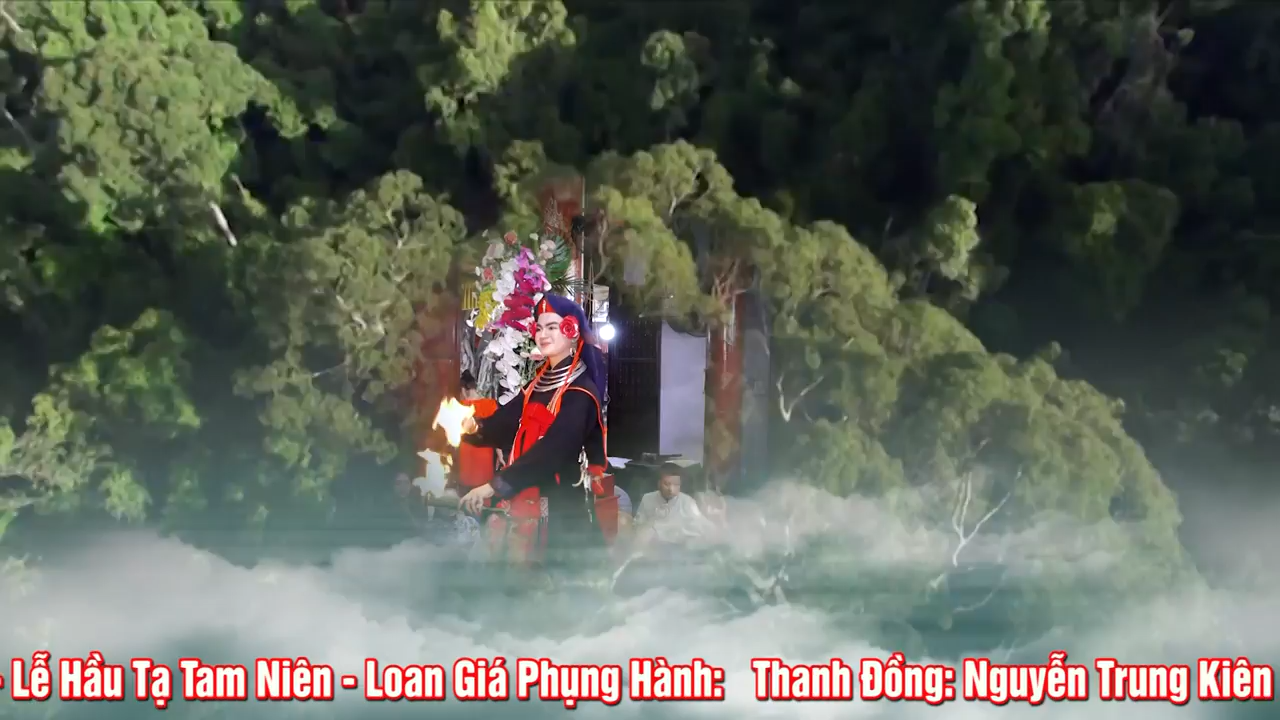 - Lễ Hầu Tạ Tam Niên - Loan Giá Phụng Hành: Thanh Đồng: Nguyễn Trung Kiên